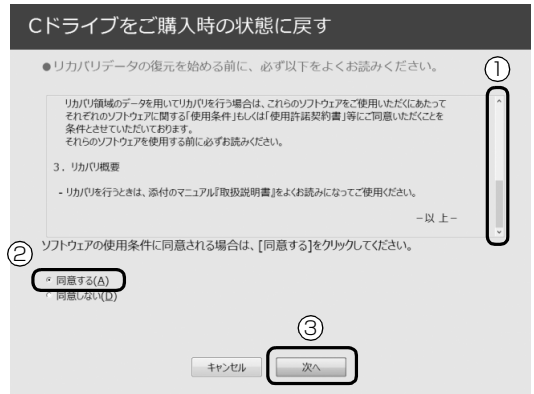 Cドライブをご購入時の状態に戻す
●リカバリデータの復元を始める前に、必ず以下をよくお読みください。
①
リカバリ領域のデータを用いてリカバリを行う場合は、これらのソフトウェアをご使用いただくにあたって
それぞれのソフトウェアに関する「使用条件」もしくは「使用許諾契約書」等にご同意いただくことを
条件とさせていただいております。
それらのソフトウェアを使用する前に必ずお読みください。
3．リカバリ概要
- リカバリを行うときは、添付のマニュアル『取扱説明書』をよくお読みになってご使用ください。
－以 上－
ソフトウェアの使用条件に同意される場合は、[同意する]をクリックしてください。
②
同意する(A)
同意しない(D)
③
キャンセル
次へ